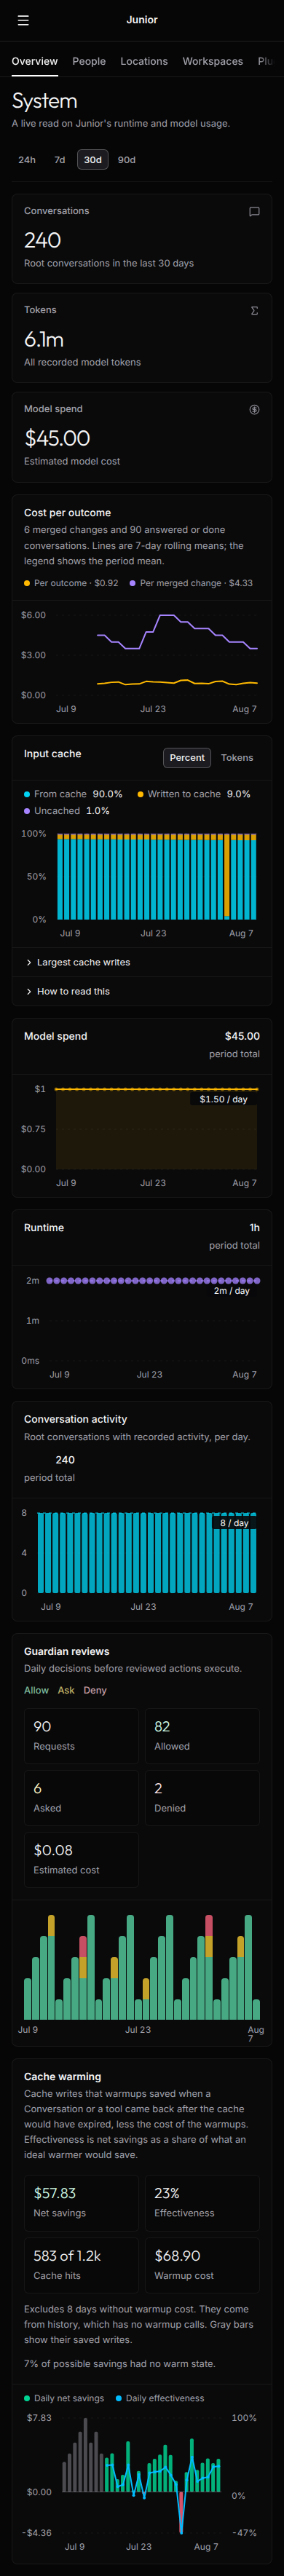 Junior
Overview People Locations Workspaces Plu
System
A live read on Junior's runtime and model usage.
24h 7d 30d 90d
Conversations
240
Root conversations in the last 30 days
Tokens
6.1m
All recorded model tokens
Model spend
$45.00
Estimated model cost
Cost per outcome
6 merged changes and 90 answered or done
conversations. Lines are 7-day rolling means; the
legend shows the period mean.
Per outcome · $0.92 Per merged change · $4.33
$6.00
$3.00
$0.00
Jul 9 Jul 23 Aug 7
Input cache Percent Tokens
From cache 90.0% Written to cache 9.0%
Uncached 1.0%
100%
50%
0%
Jul 9 Jul 23 Aug 7
Largest cache writes
How to read this
Model spend $45.00
period total
$1
$1.50 / day
$0.75
$0.00
Jul 9 Jul 23 Aug 7
Runtime 1h
period total
2m
2m / day
1m
0ms
Jul 9 Jul 23 Aug 7
Conversation activity
Root conversations with recorded activity, per day.
240
period total
8
8 / day
4
0
Jul 9 Jul 23 Aug 7
Guardian reviews
Daily decisions before reviewed actions execute.
Allow Ask Deny
90 82
Requests Allowed
6 2
Asked Denied
$0.08
Estimated cost
Jul 9 Jul 23 Aug
7
Cache warming
Cache writes that warmups saved when a
Conversation or a tool came back after the cache
would have expired, less the cost of the warmups.
Effectiveness is net savings as a share of what an
ideal warmer would save.
$57.83 23%
Net savings Effectiveness
583 of 1.2k $68.90
Cache hits Warmup cost
Excludes 8 days without warmup cost. They come
from history, which has no warmup calls. Gray bars
show their saved writes.
7% of possible savings had no warm state.
Daily net savings Daily effectiveness
$7.83 100%
$0.00 0%
-$4.36 -47%
Jul 9 Jul 23 Aug 7